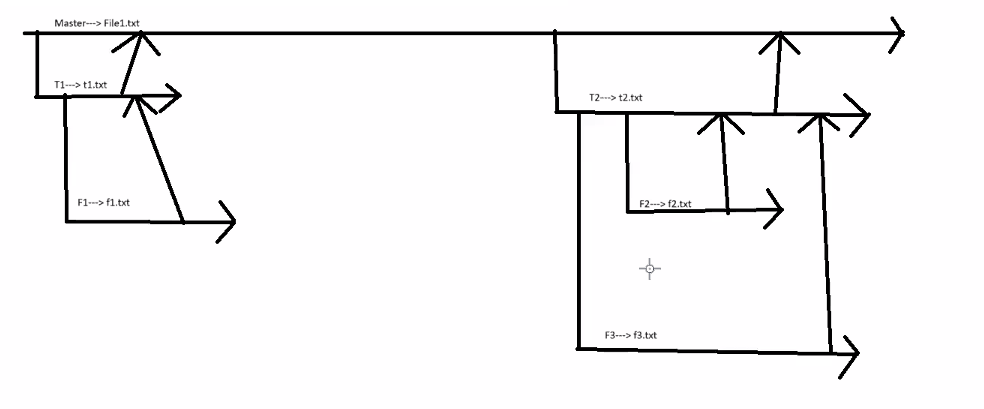 Master---> File1.txt
T1---> t1.txt
T2---> t2.txt
F1---> f1.txt
F2---> f2.txt
F3---> f3.txt